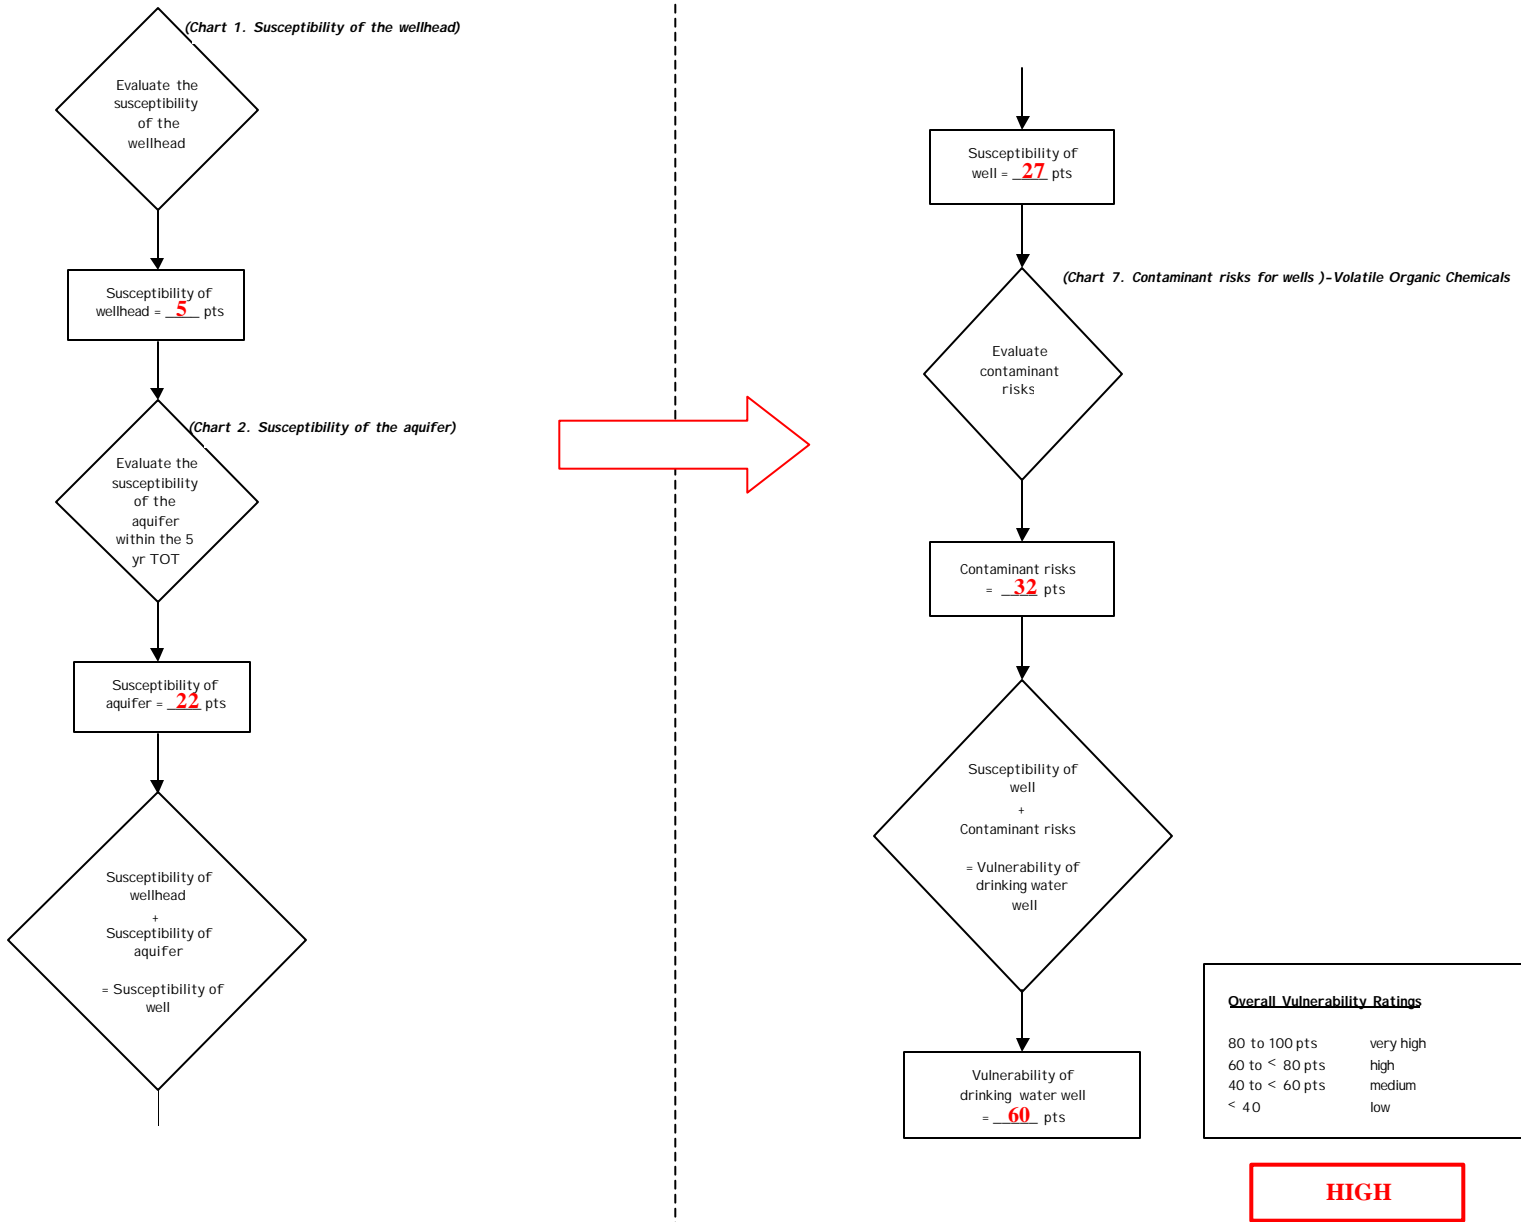 (Chart 1. Susceptibility of the wellhead)
Evaluate the
susceptibility
of the
wellhead
Susceptibility of
wellhead = 5 pts
(Chart 2. Susceptibility of the aquifer)
Evaluate the
susceptibility
of the
aquifer
within the 5
yr TOT
Susceptibility of
aquifer = 22 pts
Susceptibility of
wellhead
+
Susceptibility of
aquifer
= Susceptibility of
well
Susceptibility of
well = 27 pts
(Chart 7. Contaminant risks for wells )–Volatile Organic Chemicals
Evaluate
contaminant
risks
Contaminant risks
= 32 pts
Susceptibility of
well
+
Contaminant risks
= Vulnerability of
drinking water
well
Vulnerability of
drinking water well
= 60 pts
Overall Vulnerability Ratings
80 to 100 pts very high
60 to < 80 pts high
40 to < 60 pts medium
< 40 low
HIGH